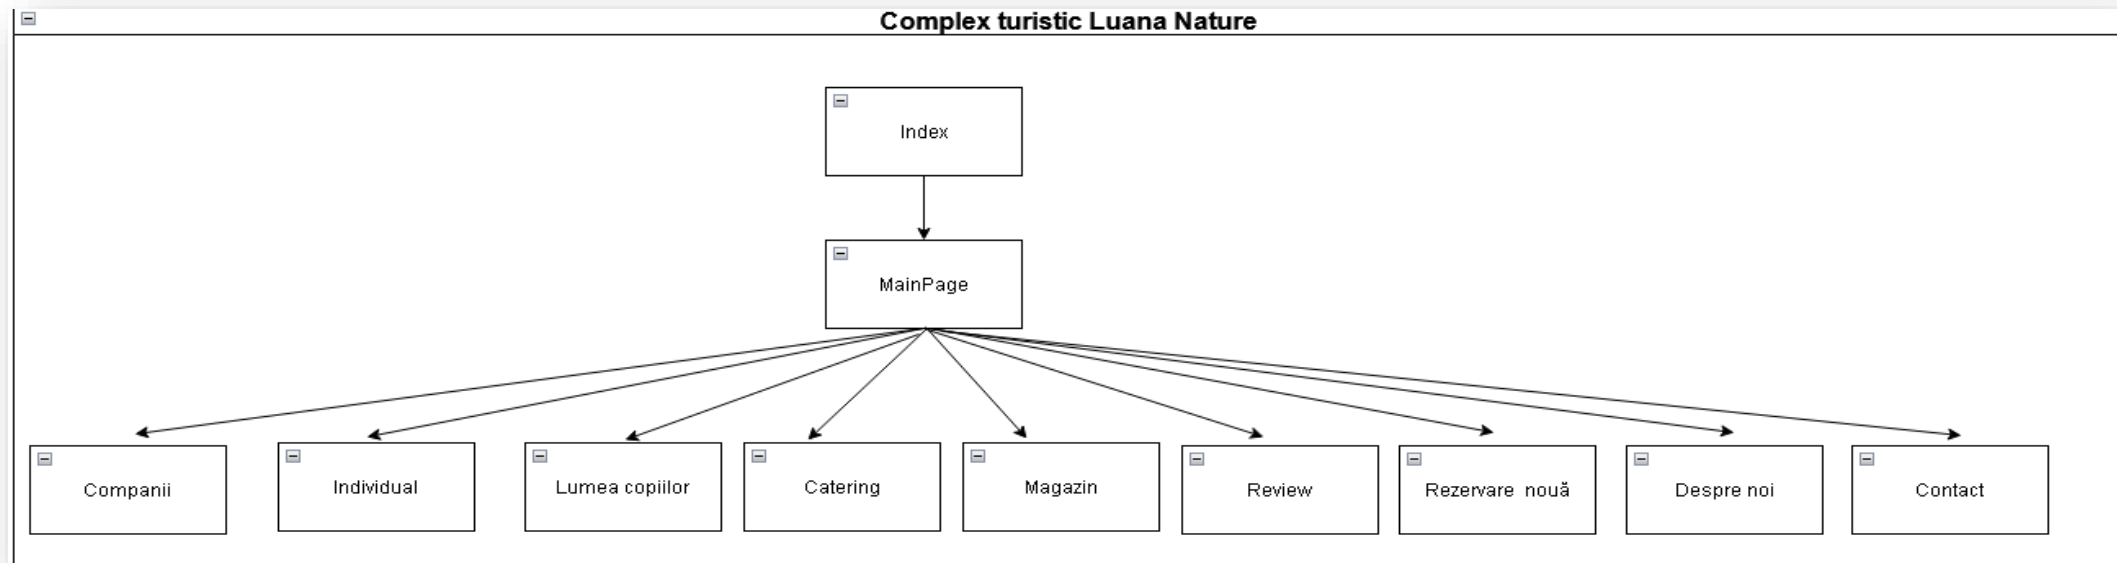 Complex turistic Luana Nature
Index
MainPage
Companii
Individual
Lumea copiilor
Catering
Magazin
Review
Rezervare nouă
Despre noi
Contact